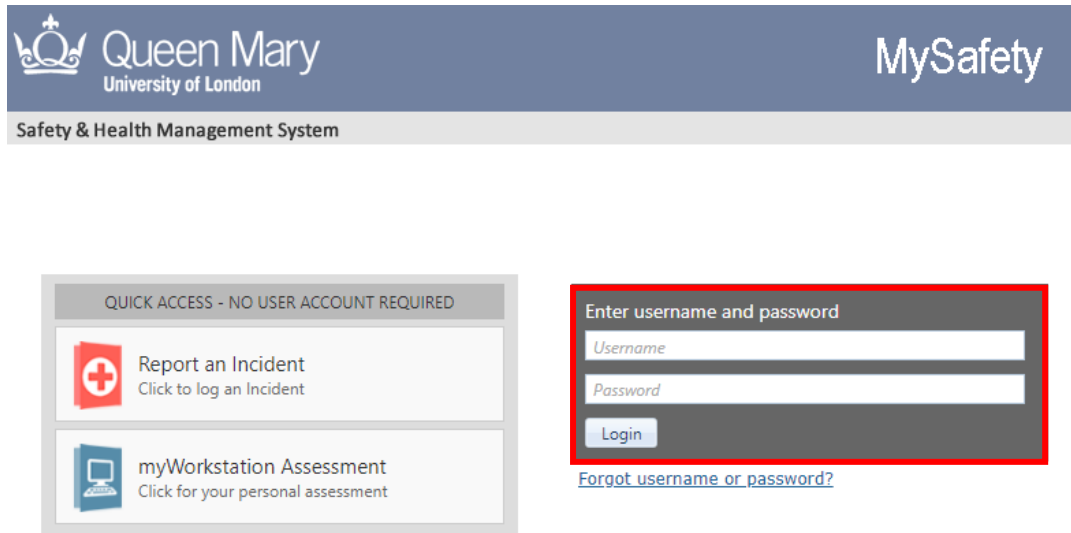 Queen Mary
University of London
MySafety
Safety & Health Management System
QUICK ACCESS - NO USER ACCOUNT REQUIRED
Report an Incident
Click to log an Incident
myWorkstation Assessment
Click for your personal assessment
Enter username and password
Username
Password
Login
Forgot username or password?